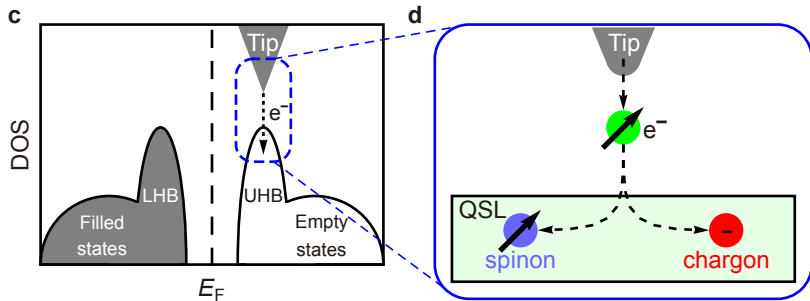 c
Tip
e⁻
DOS
LHB
UHB
Filled
states
Empty
states
E_F
d
Tip
e⁻
QSL
-
spinon
chargon